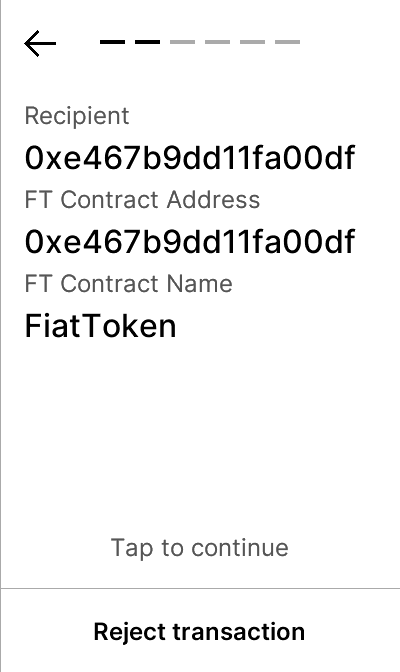 Recipient
0xe467b9dd11fa00df
FT Contract Address
0xe467b9dd11fa00df
FT Contract Name
FiatToken
Tap to continue
Reject transaction